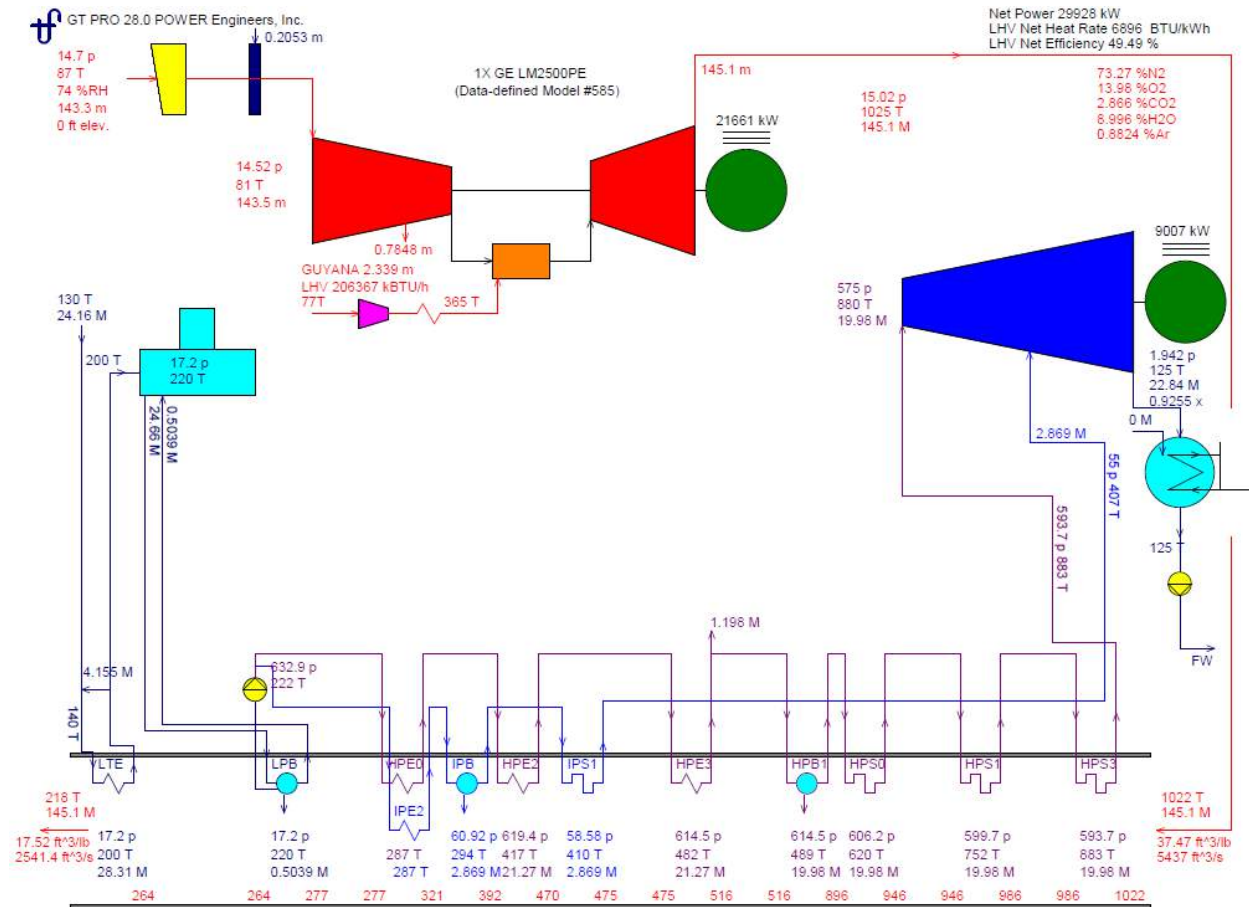 GT PRO 28.0 POWER Engineers, Inc.
0.2053 m
14.7 p
87 T
74 %RH
143.3 m
0 ft elev.
1X GE LM2500PE
(Data-defined Model #585)
145.1 m
Net Power 29928 kW
LHV Net Heat Rate 6896 BTU/kWh
LHV Net Efficiency 49.49 %
73.27 %N2
13.98 %O2
2.866 %CO2
8.996 %H2O
0.8824 %Ar
15.02 p
1025 T
145.1 M
21661 kW
14.52 p
81 T
143.5 m
0.7848 m
GUYANA 2.339 m
LHV 206367 kBTU/h
77T
365 T
9007 kW
575 p
880 T
19.98 M
130 T
24.16 M
200 T
17.2 p
220 T
1.942 p
125 T
22.84 M
0.9255 x
0 M
0.5039 M
24.66 M
2.869 M
55 p 407 T
125 T
593.7 p 883 T
FW
1.198 M
4.155 M
632.9 p
222 T
140 T
LTE
LPB
HPE0
IPB
HPE2
IPS1
HPE3
HPB1
HPS0
HPS1
HPS3
IPE2
218 T
145.1 M
17.52 ft^3/lb
2541.4 ft^3/s
1022 T
145.1 M
37.47 ft^3/lb
5437 ft^3/s
17.2 p
200 T
28.31 M
17.2 p
220 T
0.5039 M
287 T
287 T
60.92 p
294 T
2.869 M
619.4 p
417 T
21.27 M
58.58 p
410 T
2.869 M
614.5 p
482 T
21.27 M
614.5 p
489 T
19.98 M
606.2 p
620 T
19.98 M
599.7 p
752 T
19.98 M
593.7 p
883 T
19.98 M
264 264 277 277 321 392 470 475 475 516 516 896 946 946 986 986 1022